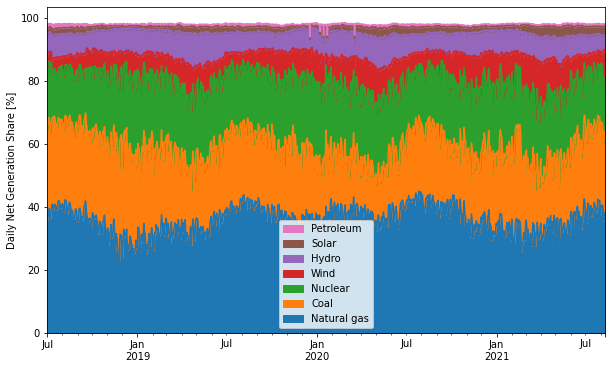 Daily Net Generation Share [%]
100
80
60
40
20
0
Petroleum
Solar
Hydro
Wind
Nuclear
Coal
Natural gas
Jul Jan Jul Jan Jul Jan Jul
2019 2020 2021